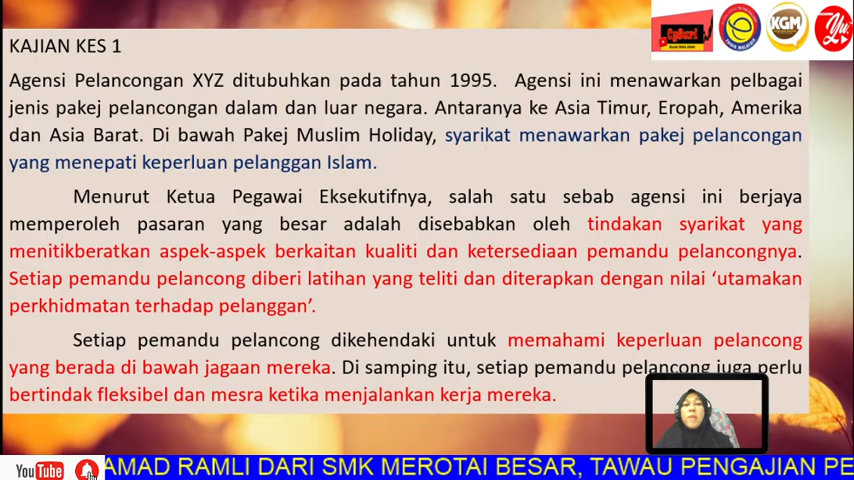 KAJIAN KES 1
Agensi Pelancongan XYZ ditubuhkan pada tahun 1995. Agensi ini menawarkan pelbagai
jenis pakej pelancongan dalam dan luar negara. Antaranya ke Asia Timur, Eropah, Amerika
dan Asia Barat. Di bawah Pakej Muslim Holiday, syarikat menawarkan pakej pelancongan
yang menepati keperluan pelanggan Islam.
Menurut Ketua Pegawai Eksekutifnya, salah satu sebab agensi ini berjaya
memperoleh pasaran yang besar adalah disebabkan oleh tindakan syarikat yang
menitikberatkan aspek-aspek berkaitan kualiti dan ketersediaan pemandu pelancongnya.
Setiap pemandu pelancong diberi latihan yang teliti dan diterapkan dengan nilai ‘utamakan
perkhidmatan terhadap pelanggan’.
Setiap pemandu pelancong dikehendaki untuk memahami keperluan pelancong
yang berada di bawah jagaan mereka. Di samping itu, setiap pemandu pelancong juga perlu
bertindak fleksibel dan mesra ketika menjalankan kerja mereka.
KGM
YouTube
AMAD RAMLI DARI SMK MEROTAI BESAR, TAWAU PENGAJIAN PE